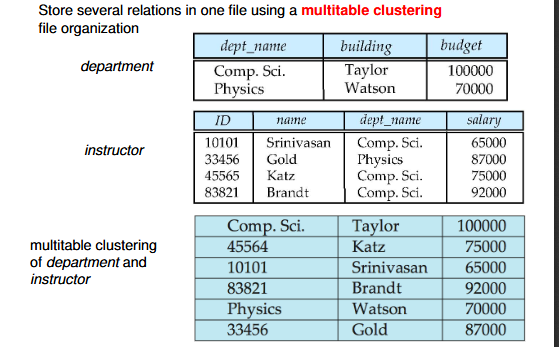 Store several relations in one file using a multitable clustering
file organization
department
dept_name building budget
Comp. Sci. Taylor 100000
Physics Watson 70000
instructor
ID name dept_name salary
10101 Srinivasan Comp. Sci. 65000
33456 Gold Physics 87000
45565 Katz Comp. Sci. 75000
83821 Brandt Comp. Sci. 92000
multitable clustering
of department and
instructor
Comp. Sci. Taylor 100000
45564 Katz 75000
10101 Srinivasan 65000
83821 Brandt 92000
Physics Watson 70000
33456 Gold 87000